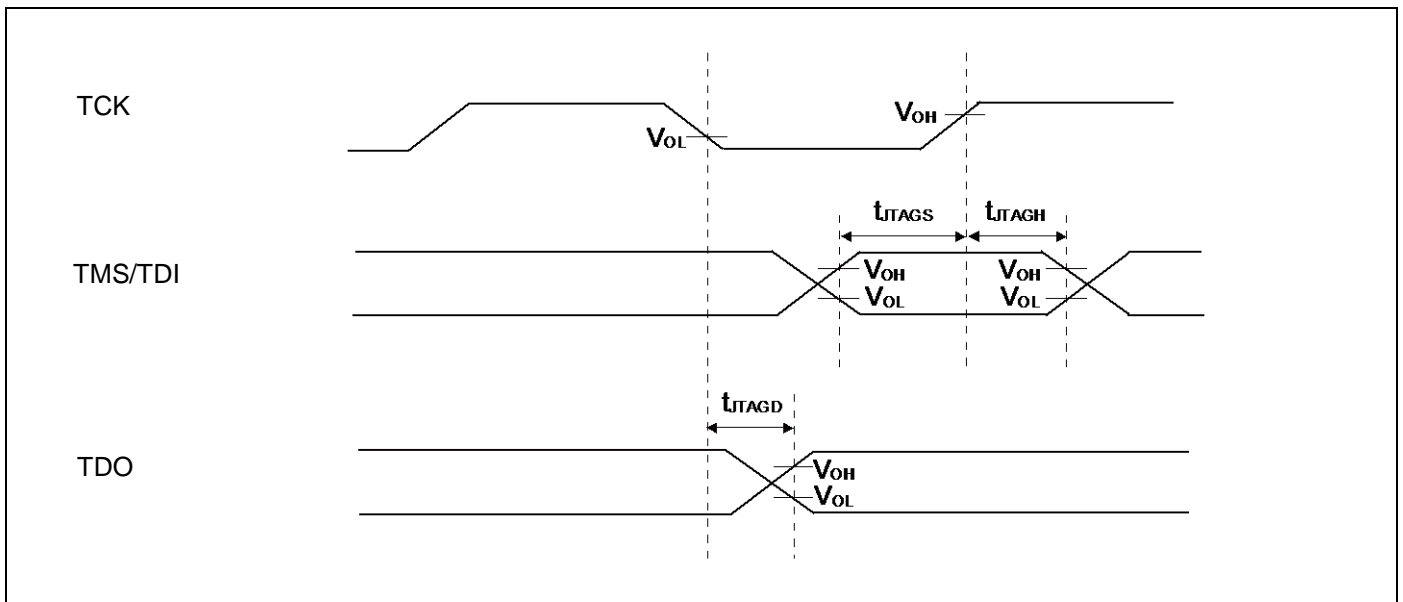 TCK
VOH
VOL
tJTAGS tJTAGH
TMS/TDI
VOH VOH
VOL VOL
tJTAGD
TDO
VOH
VOL